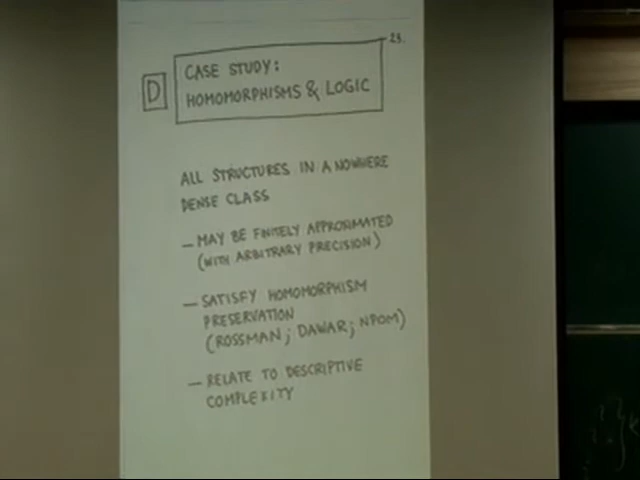 23.
D
CASE STUDY:
HOMOMORPHISMS & LOGIC
ALL STRUCTURES IN A NOWHERE
DENSE CLASS
— MAY BE FINITELY APPROXIMATED
(WITH ARBITRARY PRECISION)
— SATISFY HOMOMORPHISM
PRESERVATION
(ROSSMAN; DAWAR; NPOM)
— RELATE TO DESCRIPTIVE
COMPLEXITY